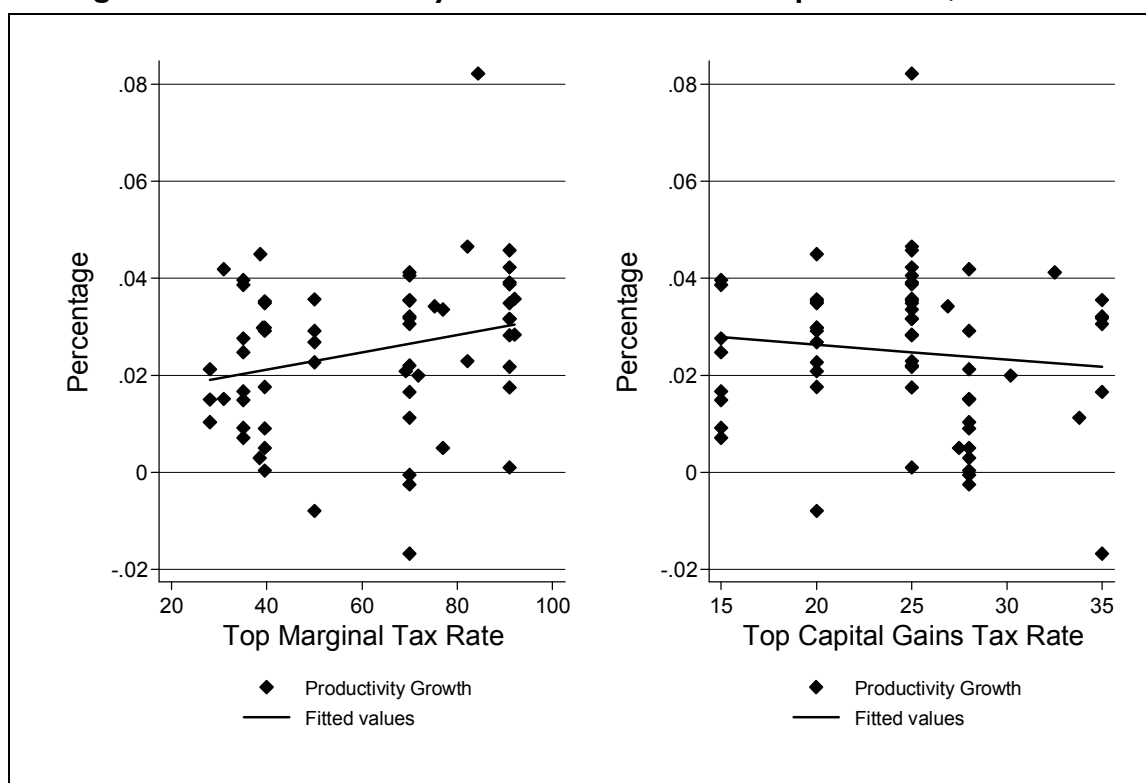 .08
.06
.04
.02
0
-.02
Percentage
20 40 60 80 100
Top Marginal Tax Rate
Productivity Growth
Fitted values
.08
.06
.04
.02
0
-.02
Percentage
15 20 25 30 35
Top Capital Gains Tax Rate
Productivity Growth
Fitted values